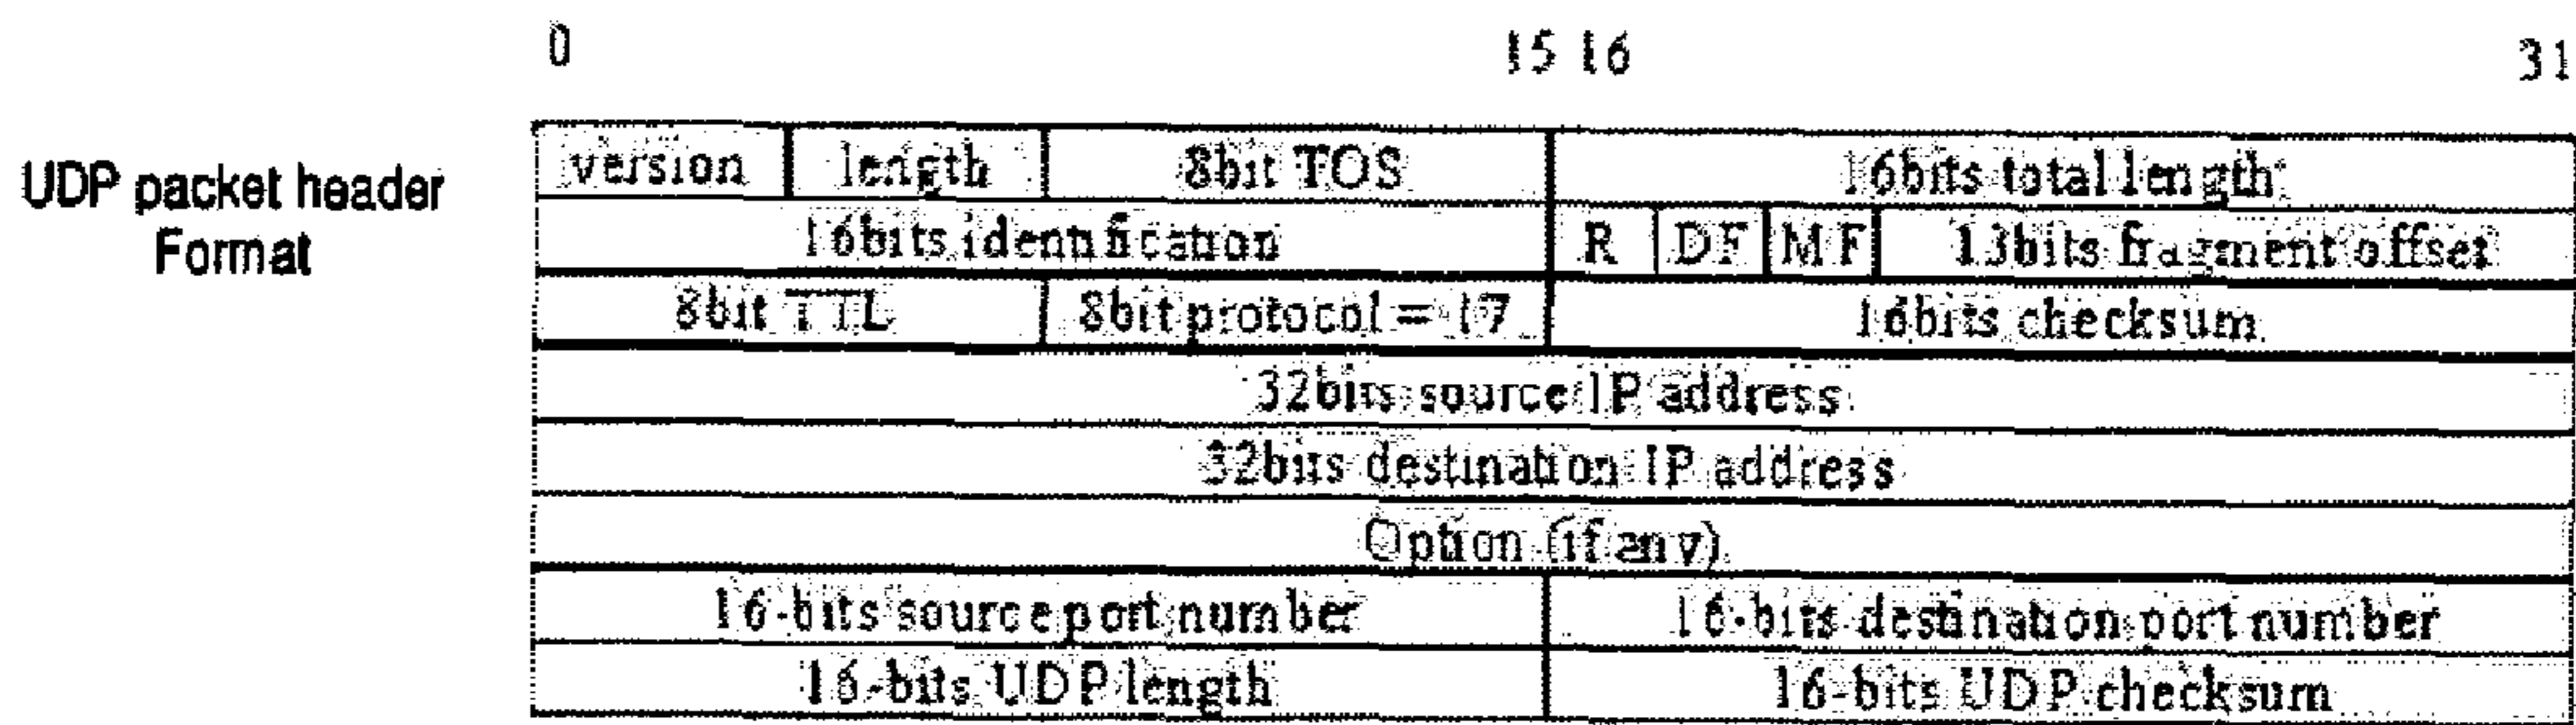 0 15 16 31
UDP packet header
Format
version length 8bit TOS 16bits total length
16bits identification R DF MF 13bits fragment offset
8bit TTL 8bit protocol = 17 16bits checksum
32bits source IP address
32bits destination IP address
Option (if any)
16-bits source port number 16-bits destination port number
16-bits UDP length 16-bits UDP checksum